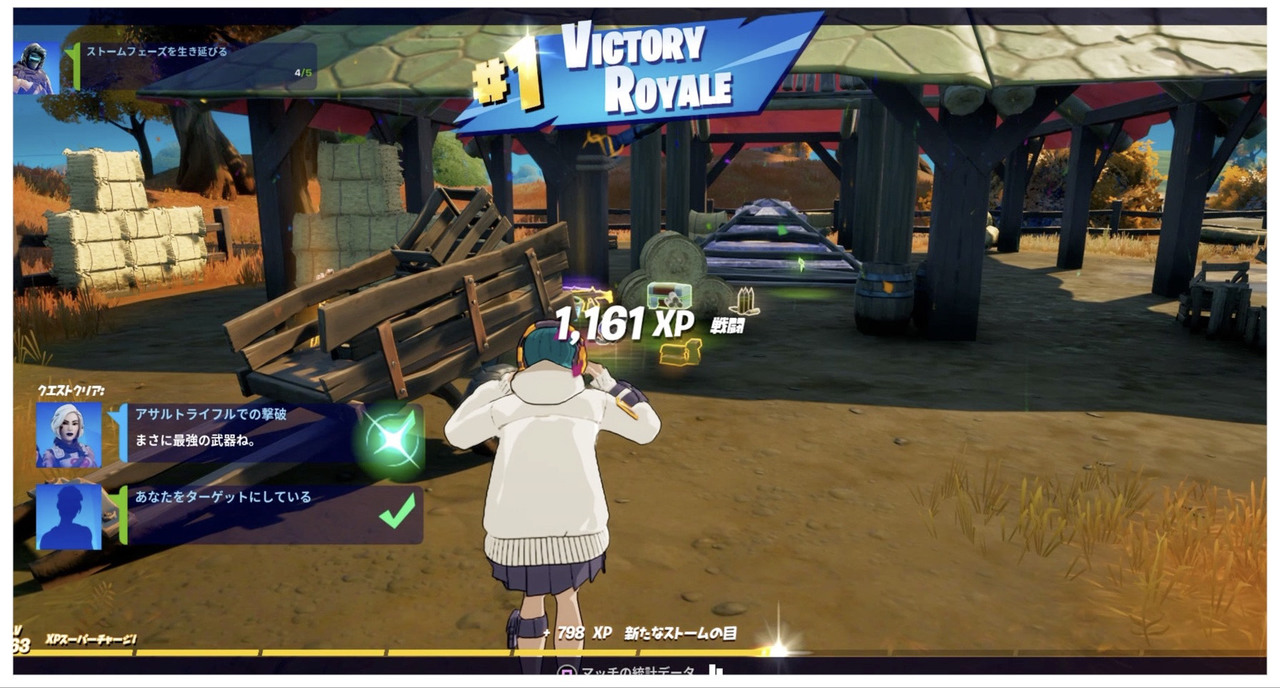 ストームフェーズを生き延びる
4/5
#1 VICTORY
ROYALE
1,161 XP 戦闘
クエストクリア:
アサルトライフルでの撃破
まさに最強の武器ね。
あなたをターゲットにしている
+ 798 XP 新たなストームの目
XPスーパーチャージ!
マッチの統計データ